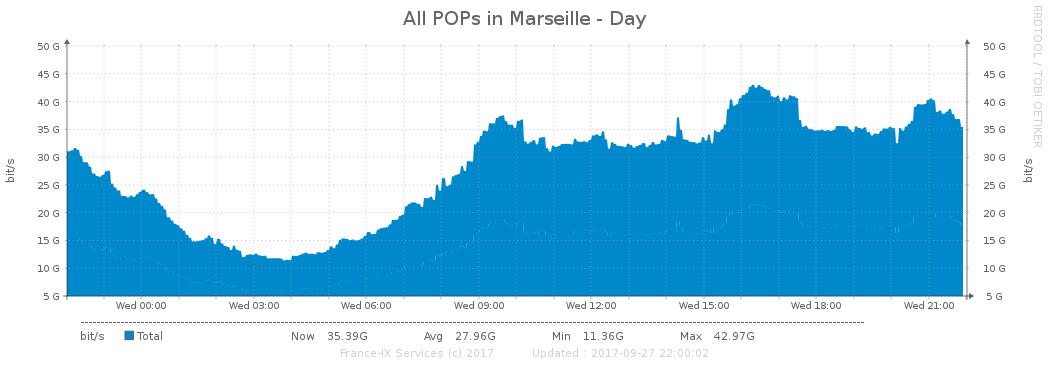 All POPs in Marseille - Day
RRDTOOL / TOBI OETIKER
50 G 50 G
45 G 45 G
40 G 40 G
35 G 35 G
30 G 30 G
25 G 25 G
20 G 20 G
15 G 15 G
10 G 10 G
5 G 5 G
bit/s bit/s
Wed 00:00 Wed 03:00 Wed 06:00 Wed 09:00 Wed 12:00 Wed 15:00 Wed 18:00 Wed 21:00
bit/s Total Now 35.39G Avg 27.96G Min 11.36G Max 42.97G
France-IX Services (c) 2017 Updated : 2017-09-27 22:00:02